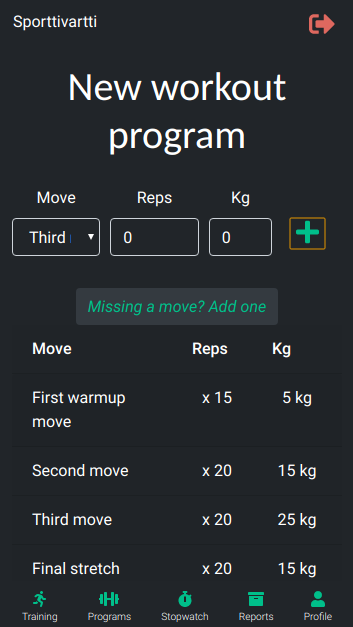 Sporttivartti
New workout
program
Move Reps Kg
Third 0 0
Missing a move? Add one
Move Reps Kg
First warmup
move x 15 5 kg
Second move x 20 15 kg
Third move x 20 25 kg
Final stretch x 20 15 kg
Training Programs Stopwatch Reports Profile